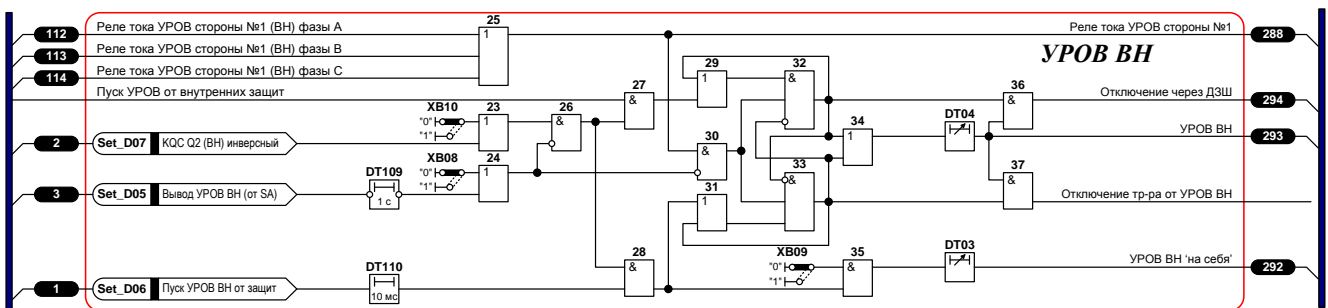 112 Реле тока УРОВ стороны №1 (ВН) фазы A 25 Реле тока УРОВ стороны №1 288
1
УРОВ ВН
113 Реле тока УРОВ стороны №1 (ВН) фазы B
114 Реле тока УРОВ стороны №1 (ВН) фазы C
29 32
Пуск УРОВ от внутренних защит 27 1 & 36
& & Отключение через ДЗШ 294
XB10 23 26
"0" 1 & 34 DT04
"1" 1 УРОВ ВН 293
2 Set_D07 KQC Q2 (ВН) инверсный 30
XB08 24 & 33 37
"0" 1 & &
"1"
DT109 31
3 Set_D05 Вывод УРОВ ВН (от SA) 1 с 1 Отключение тр-ра от УРОВ ВН
28 XB09 35 DT03
& "0" & УРОВ ВН 'на себя' 292
"1"
DT110
1 Set_D06 Пуск УРОВ ВН от защит 10 мс